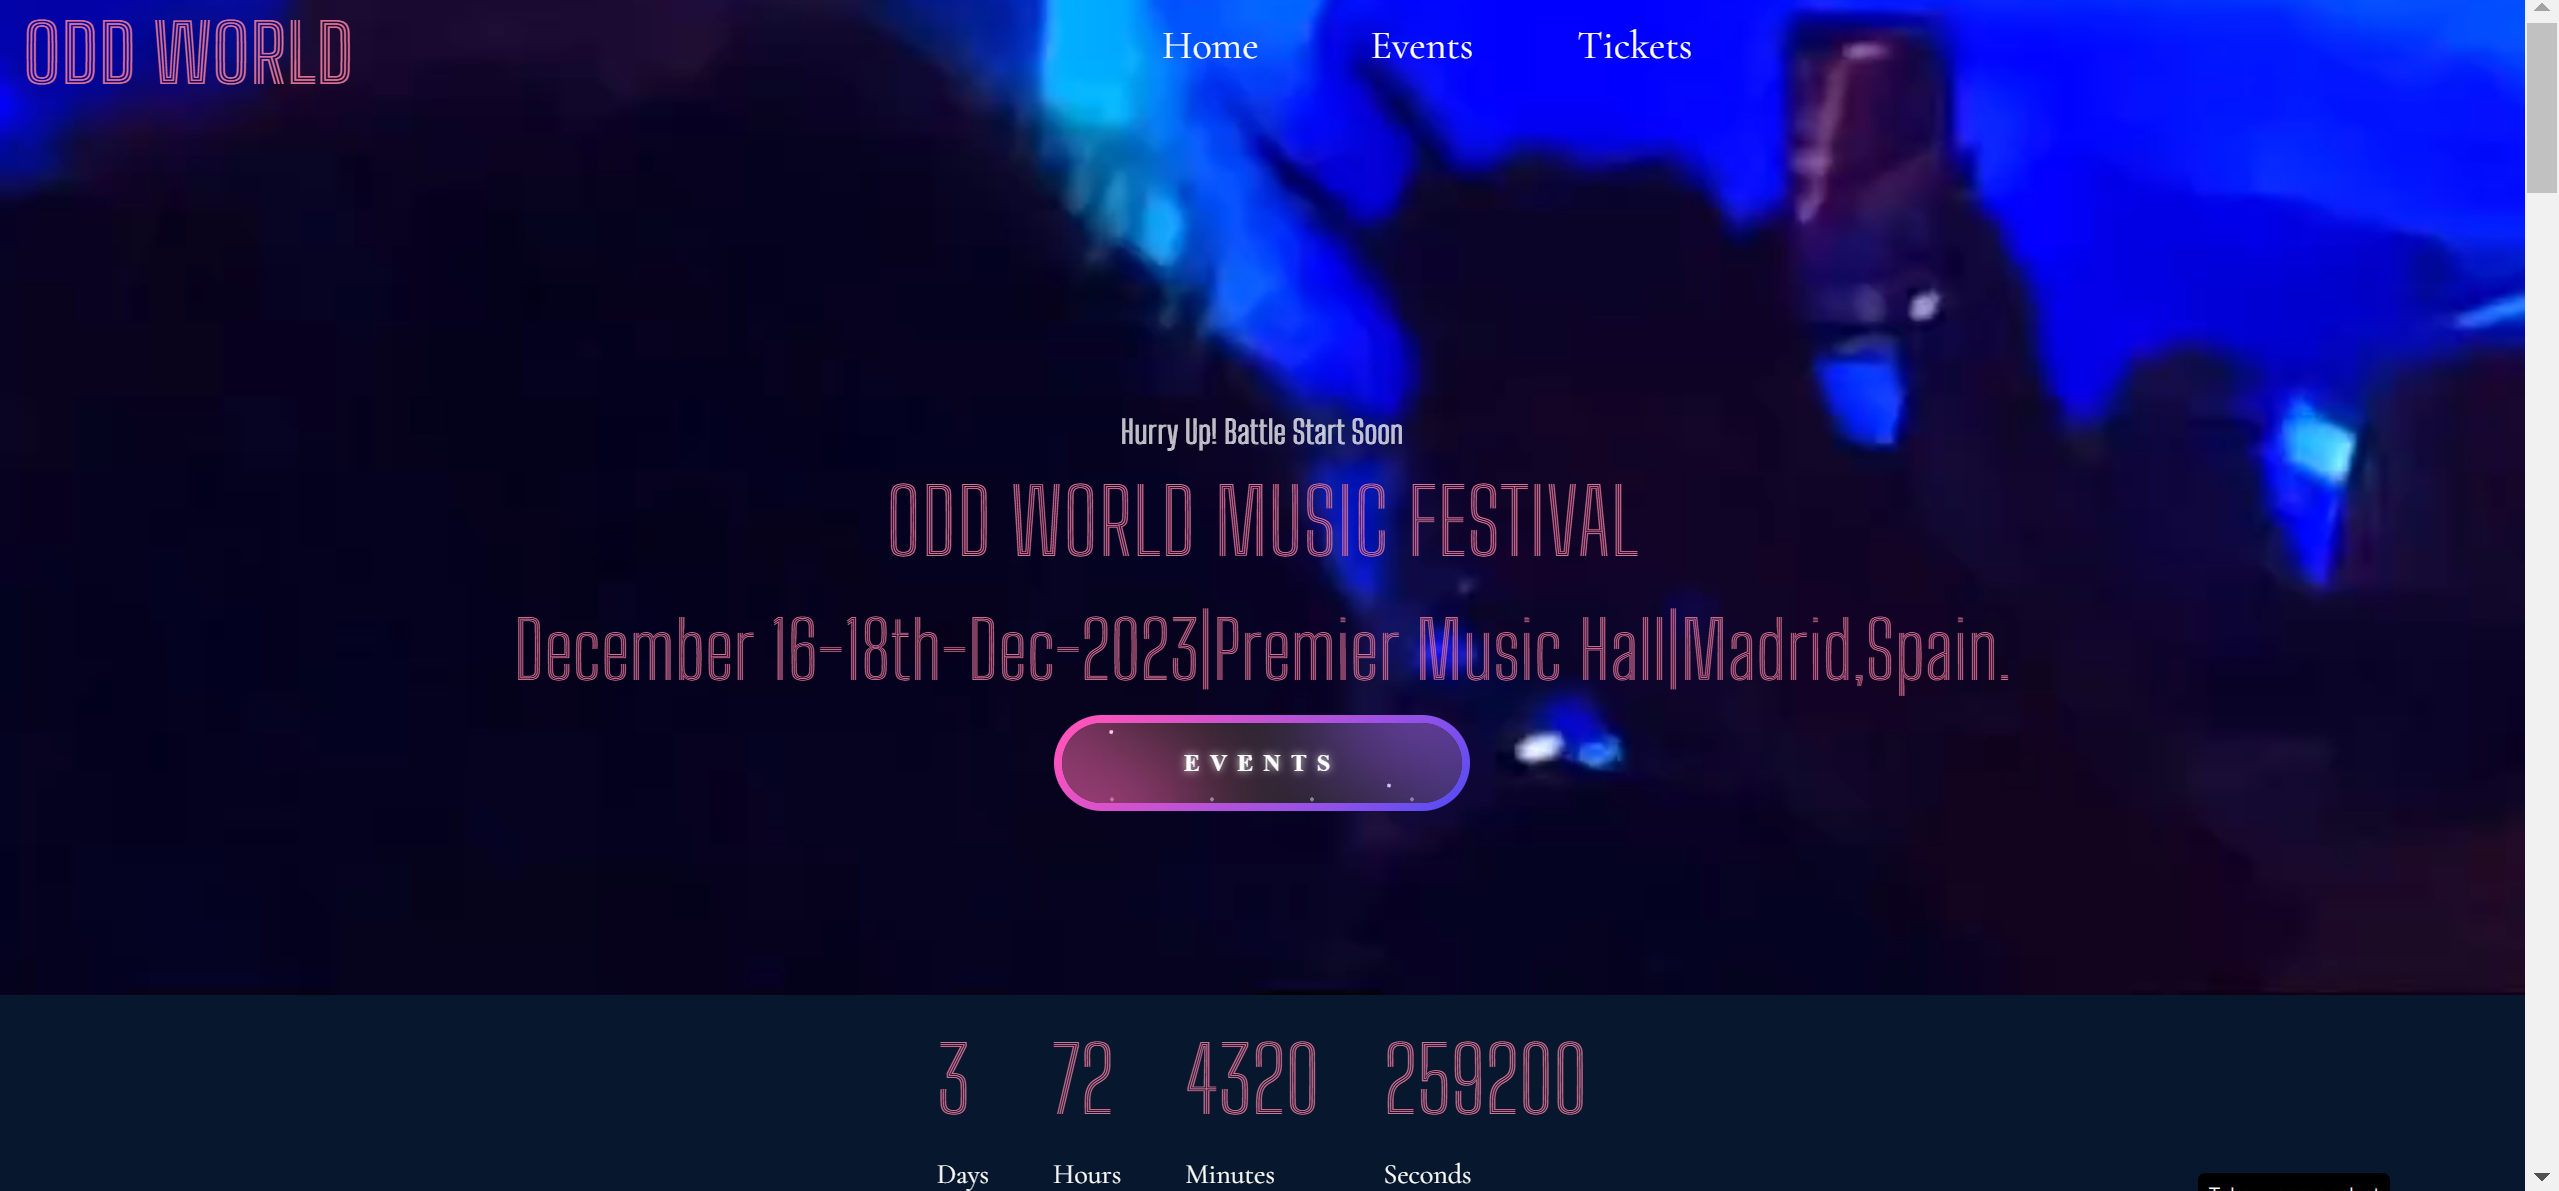 ODD WORLD
Home Events Tickets
Hurry Up! Battle Start Soon
ODD WORLD MUSIC FESTIVAL
December 16-18th-Dec-2023|Premier Music Hall|Madrid,Spain.
EVENTS
3 72 4320 259200
Days Hours Minutes Seconds